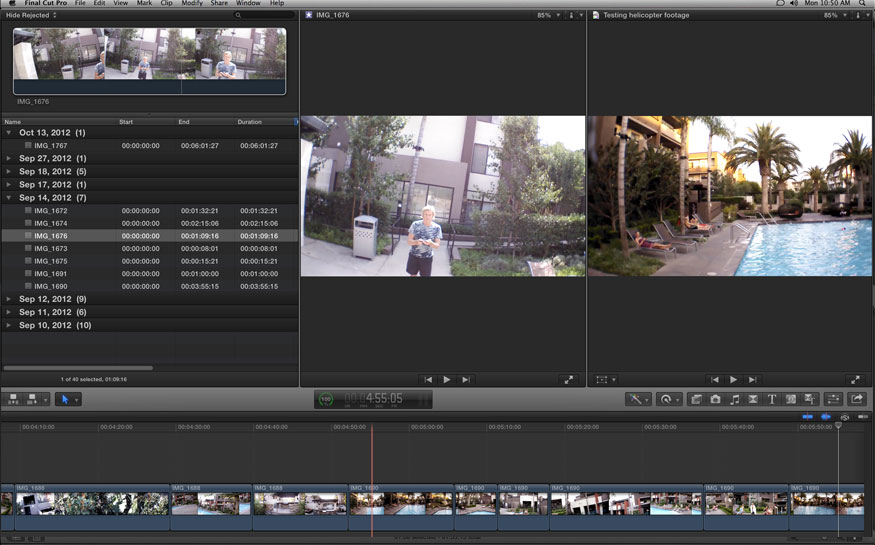 Final Cut Pro File Edit View Mark Clip Modify Share Window Help Mon 10:50 AM
Hide Rejected IMG_1676 85% Testing helicopter footage 85%
IMG_1676
Name Start End Duration
Oct 13, 2012 (1)
IMG_1767 00:00:00:00 00:06:01:27 00:06:01:27
Sep 27, 2012 (1)
Sep 18, 2012 (5)
Sep 17, 2012 (1)
Sep 14, 2012 (7)
IMG_1672 00:00:00:00 00:01:32:21 00:01:32:21
IMG_1674 00:00:00:00 00:02:15:06 00:02:15:06
IMG_1676 00:00:00:00 00:01:09:16 00:01:09:16
IMG_1673 00:00:00:00 00:00:08:01 00:00:08:01
IMG_1675 00:00:00:00 00:00:15:21 00:00:15:21
IMG_1691 00:00:00:00 00:01:00:00 00:01:00:00
IMG_1690 00:00:00:00 00:03:55:15 00:03:55:15
Sep 12, 2012 (9)
Sep 11, 2012 (6)
Sep 10, 2012 (10)
1 of 40 selected, 01:09:16
100 4:55:05
00:04:10:00 00:04:20:00 00:04:30:00 00:04:40:00 00:04:50:00 00:05:00:00 00:05:10:00 00:05:20:00 00:05:30:00 00:05:40:00 00:05:50:00
IMG_1688 IMG_1688 IMG_1688 IMG_1690 IMG_1690 IMG_1690 IMG_1690 IMG_1690 IMG_1690